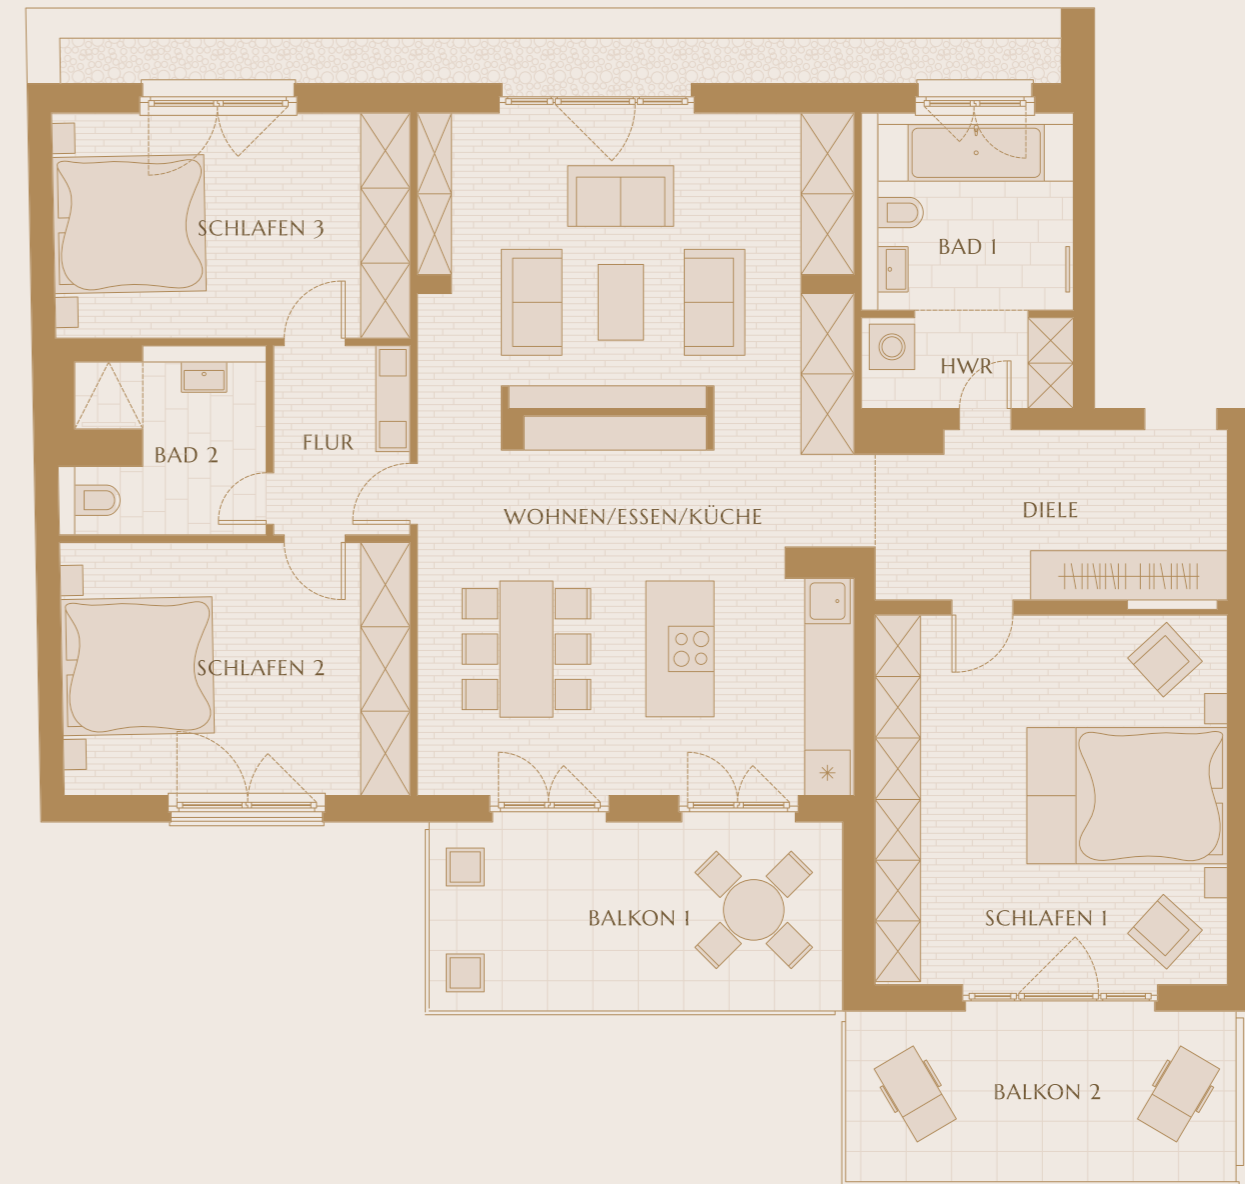 SCHLAFEN 3
BAD 1
HWR
FLUR
BAD 2
WOHNEN/ESSEN/KÜCHE
DIELE
SCHLAFEN 2
BALKON 1
SCHLAFEN 1
BALKON 2